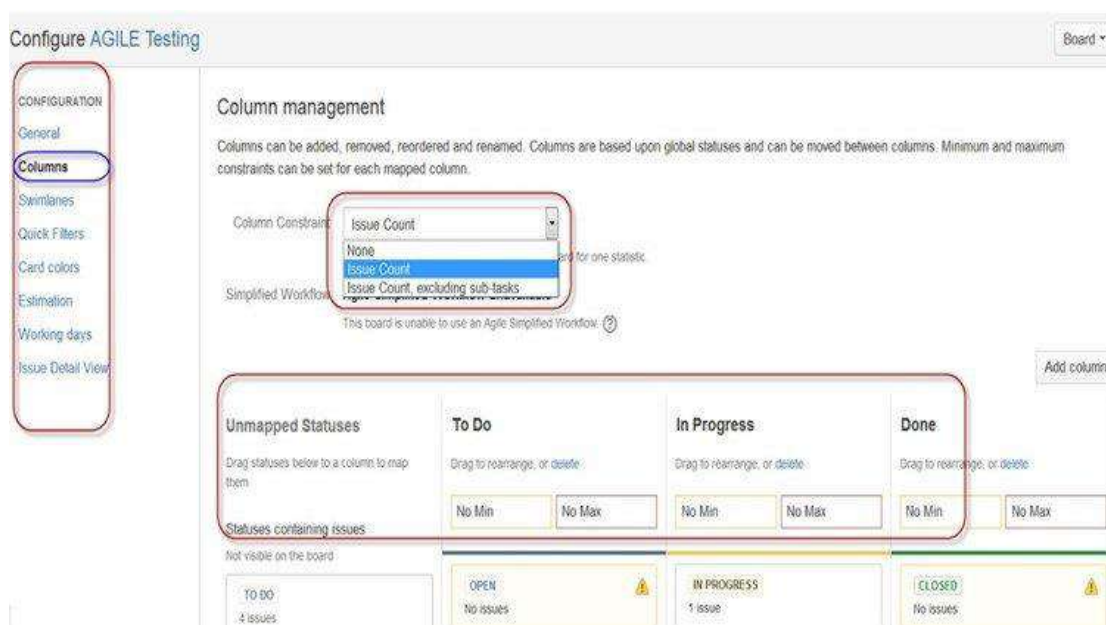 Configure AGILE Testing
Board
CONFIGURATION
General
Columns
Swimlanes
Quick Filters
Card colors
Estimation
Working days
Issue Detail View
Column management
Columns can be added, removed, reordered and renamed. Columns are based upon global statuses and can be moved between columns. Minimum and maximum
constraints can be set for each mapped column.
Column Constraint
Issue Count
None
Issue Count
Issue Count, excluding sub-tasks
for one statistic.
Simplified Workflow
This board is unable to use an Agile Simplified Workflow.
Add column
Unmapped Statuses
Drag statuses below to a column to map
them
Statuses containing issues
Not visible on the board
TO DO
4 issues
To Do
Drag to rearrange, or delete
No Min
No Max
OPEN
No issues
In Progress
Drag to rearrange, or delete
No Min
No Max
IN PROGRESS
1 issue
Done
Drag to rearrange, or delete
No Min
No Max
CLOSED
No issues